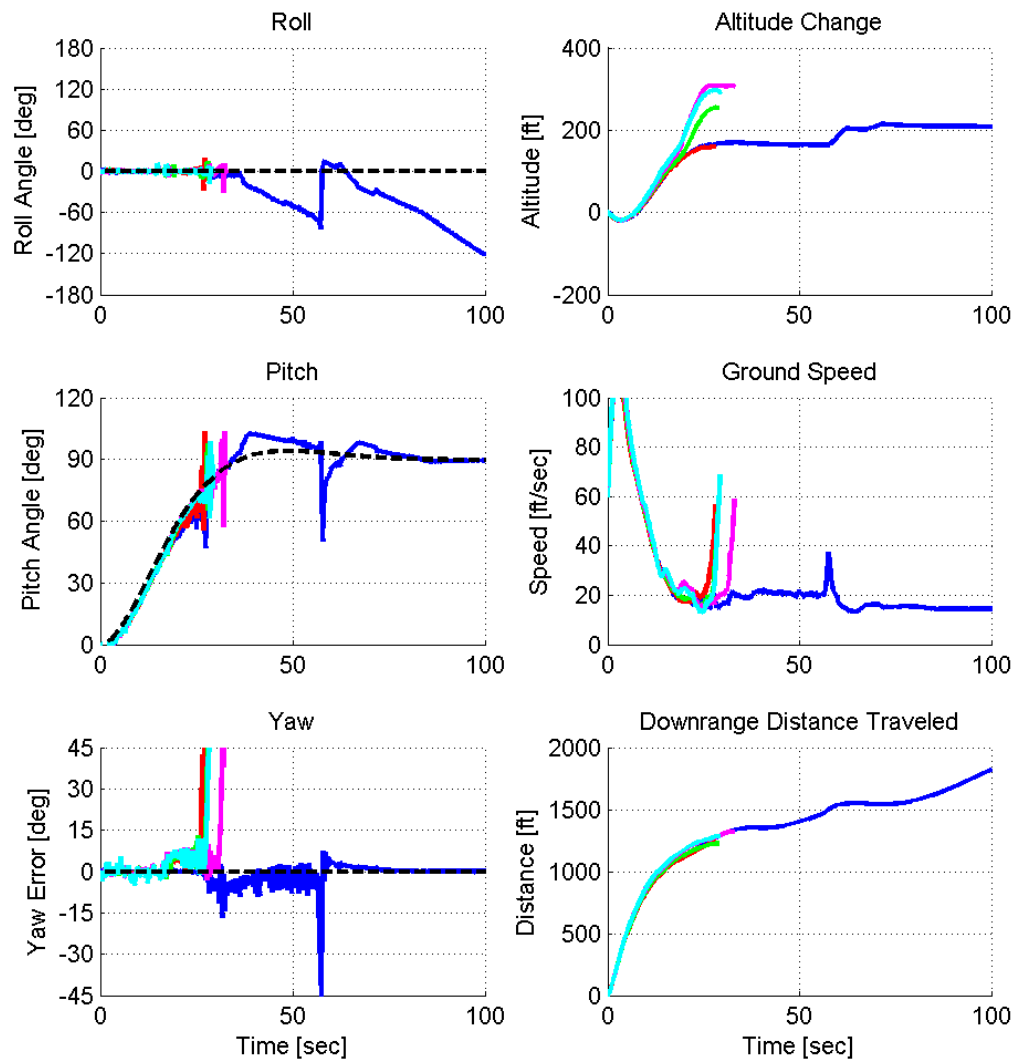 Roll
Roll Angle [deg]
180
120
60
0
-60
-120
-180
0 50 100
Altitude Change
Altitude [ft]
400
200
0
-200
0 50 100
Pitch
Pitch Angle [deg]
120
90
60
30
0
0 50 100
Ground Speed
Speed [ft/sec]
100
80
60
40
20
0
0 50 100
Yaw
Yaw Error [deg]
45
30
15
0
-15
-30
-45
0 50 100
Time [sec]
Downrange Distance Traveled
Distance [ft]
2000
1500
1000
500
0
0 50 100
Time [sec]